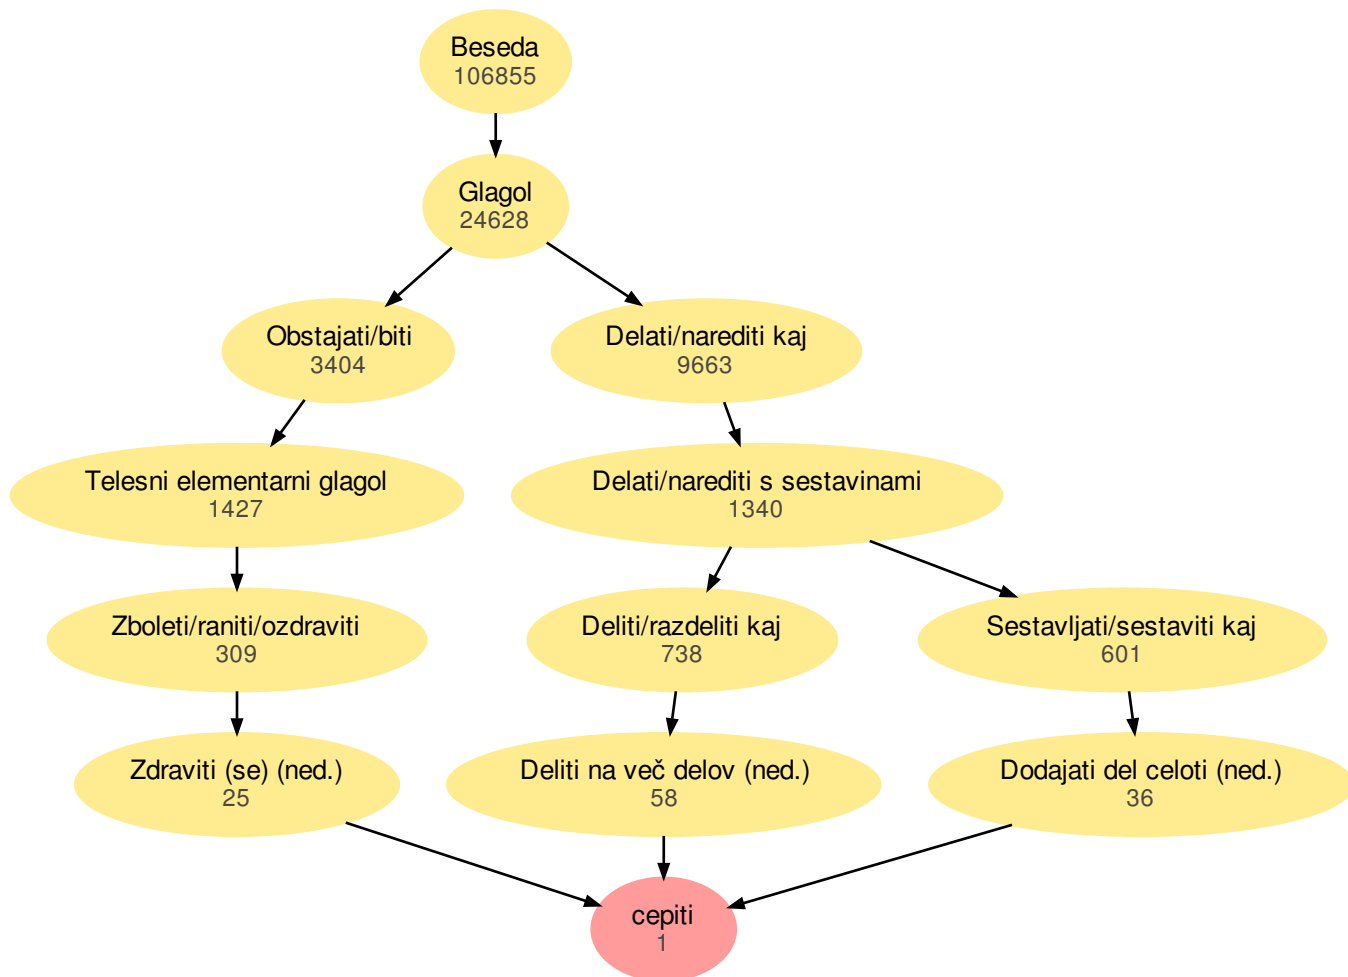 Beseda
106855
Glagol
24628
Obstajati/biti
3404
Delati/narediti kaj
9663
Telesni elementarni glagol
1427
Delati/narediti s sestavinami
1340
Zboleti/raniti/ozdraviti
309
Deliti/razdeliti kaj
738
Sestavljati/sestaviti kaj
601
Zdraviti (se) (ned.)
25
Deliti na več delov (ned.)
58
Dodajati del celoti (ned.)
36
cepiti
1